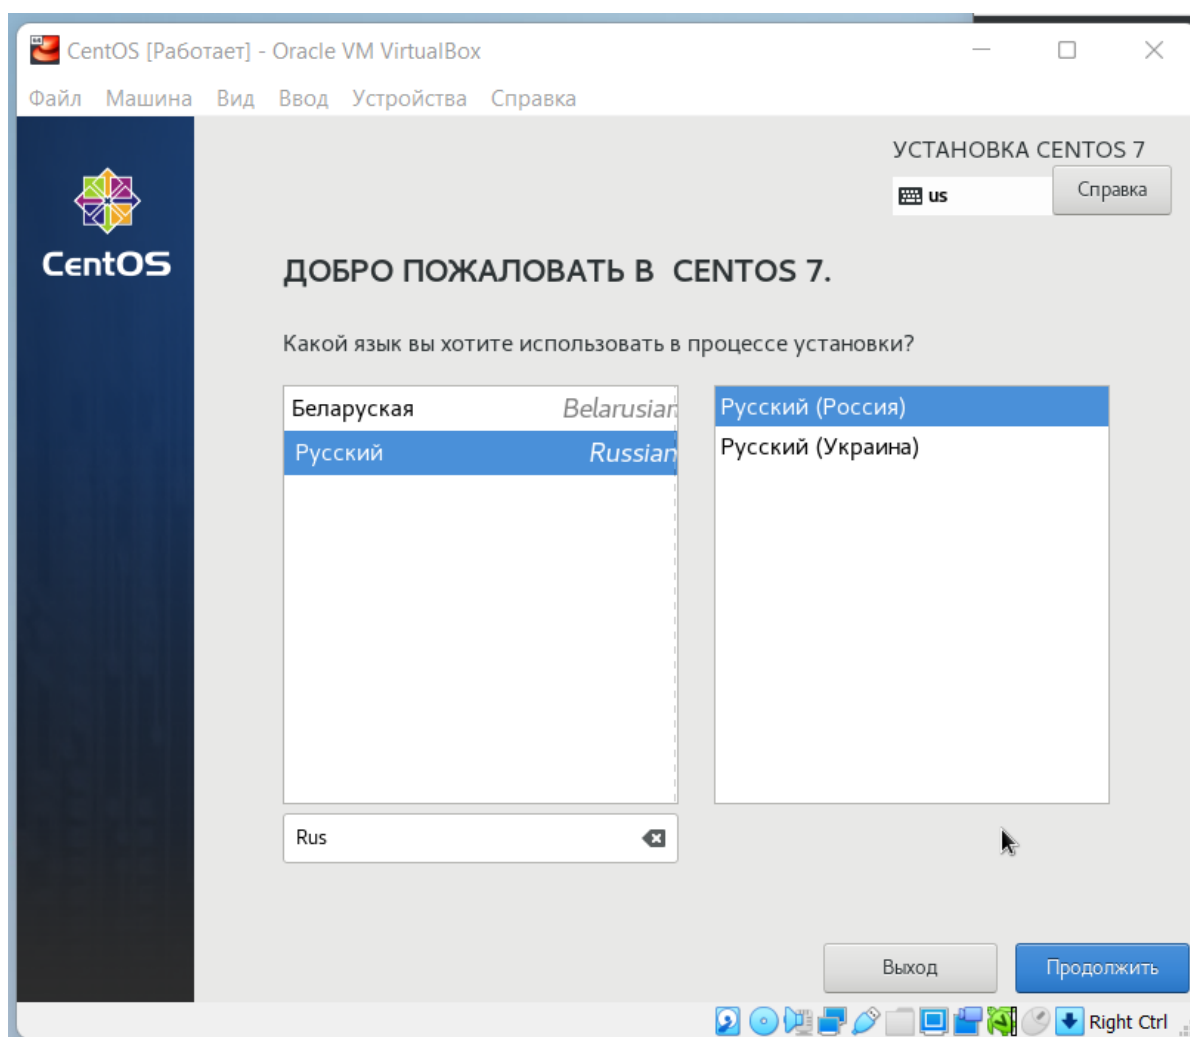 CentOS [Работает] - Oracle VM VirtualBox
Файл Машина Вид Ввод Устройства Справка
УСТАНОВКА CENTOS 7
us
Справка
CentOS
ДОБРО ПОЖАЛОВАТЬ В CENTOS 7.
Какой язык вы хотите использовать в процессе установки?
Беларуская Belarusian
Русский Russian
Русский (Россия)
Русский (Украина)
Rus
Выход
Продолжить
Right Ctrl